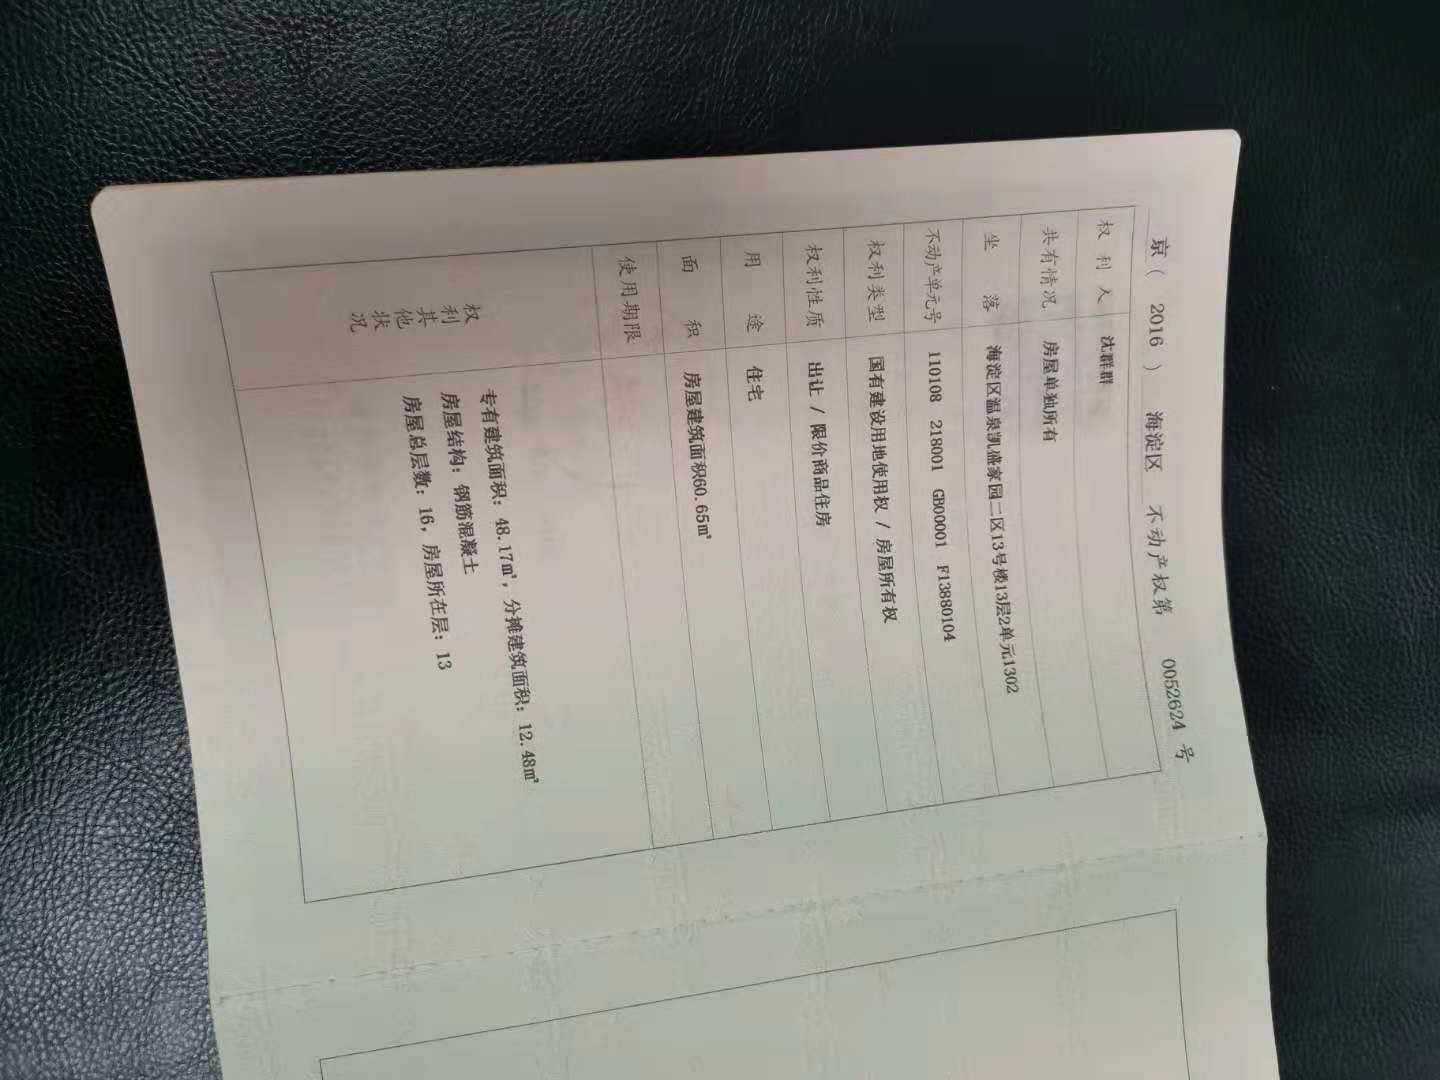 京（ 2016 ） 海淀区 不动产权第 0052624 号
权利人 沈群群
共有情况 房屋单独所有
坐落 海淀区温泉凯盛家园二区13号楼13层2单元1302
不动产单元号 110108 218001 GB00001 F13880104
权利类型 国有建设用地使用权 / 房屋所有权
权利性质 出让 / 限价商品住房
用途 住宅
面积 房屋建筑面积60.65㎡
使用期限
权利其他状况
专有建筑面积：48.17㎡，分摊建筑面积：12.48㎡
房屋结构：钢筋混凝土
房屋总层数：16，房屋所在层：13